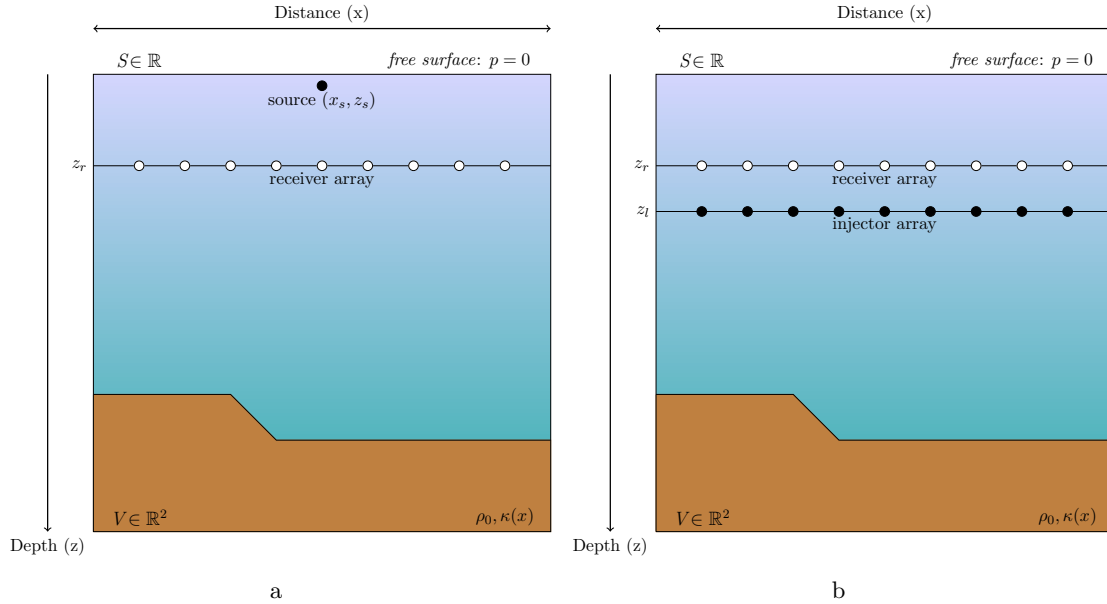 Distance (x)
S ∈ ℝ
free surface: p = 0
source (x_s, z_s)
z_r
receiver array
V ∈ ℝ²
ρ₀, κ(x)
Depth (z)
a
Distance (x)
S ∈ ℝ
free surface: p = 0
z_r
receiver array
z_l
injector array
V ∈ ℝ²
ρ₀, κ(x)
Depth (z)
b